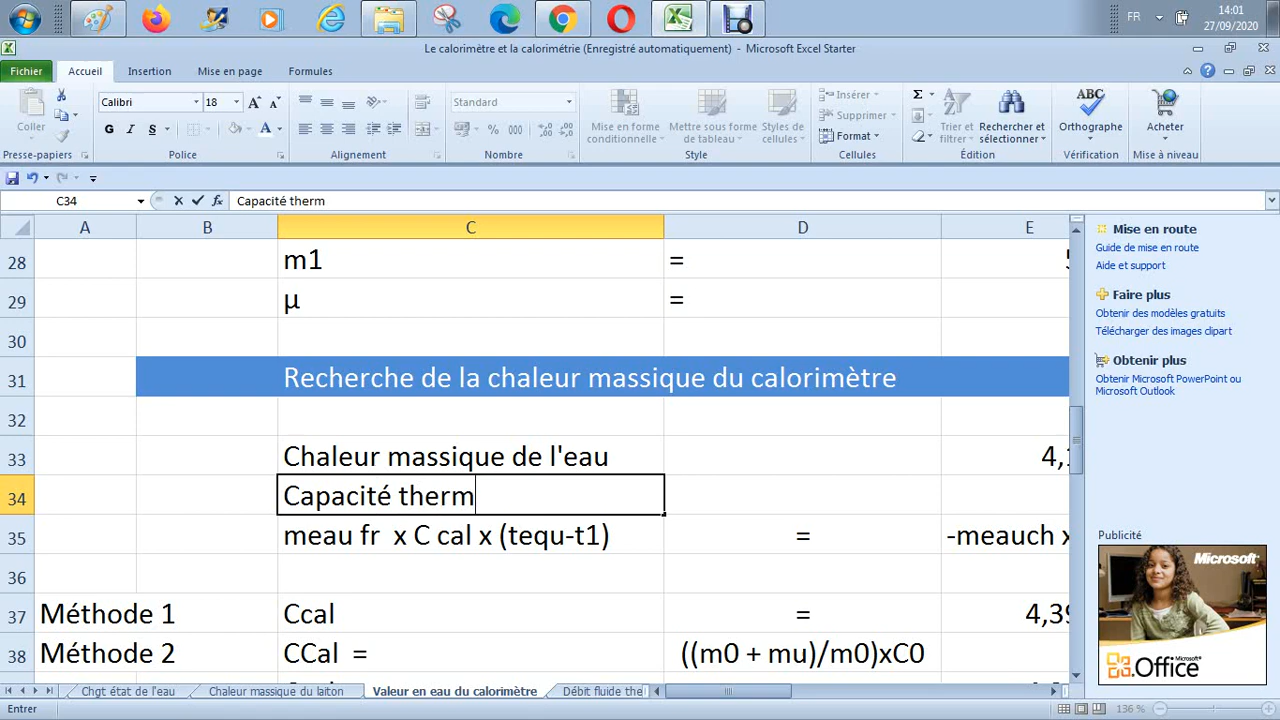 FR
14:01
27/09/2020
Le calorimètre et la calorimétrie (Enregistré automatiquement) - Microsoft Excel Starter
Fichier Accueil Insertion Mise en page Formules
Coller
Presse-papiers
Calibri 18
G I S
Police
Alignement
Standard
% 000
Nombre
Mise en forme conditionnelle
Mettre sous forme de tableau
Styles de cellules
Style
Insérer
Supprimer
Format
Cellules
Σ
Trier et filtrer
Rechercher et sélectionner
Édition
ABC
Orthographe
Vérification
Acheter
Mise à niveau
C34 fx Capacité therm
A B C D E
28 m1 =
29 µ =
30
31 Recherche de la chaleur massique du calorimètre
32
33 Chaleur massique de l'eau
34 Capacité therm
35 meau fr x C cal x (tequ-t1) = -meauch x
36
37 Méthode 1 Ccal = 4,39
38 Méthode 2 CCal = ((m0 + mu)/m0)xC0
Chgt état de l'eau Chaleur massique du laiton Valeur en eau du calorimètre Débit fluide the
Entrer
136 %
Mise en route
Guide de mise en route
Aide et support
Faire plus
Obtenir des modèles gratuits
Télécharger des images clipart
Obtenir plus
Obtenir Microsoft PowerPoint ou
Microsoft Outlook
Publicité
Microsoft
Office